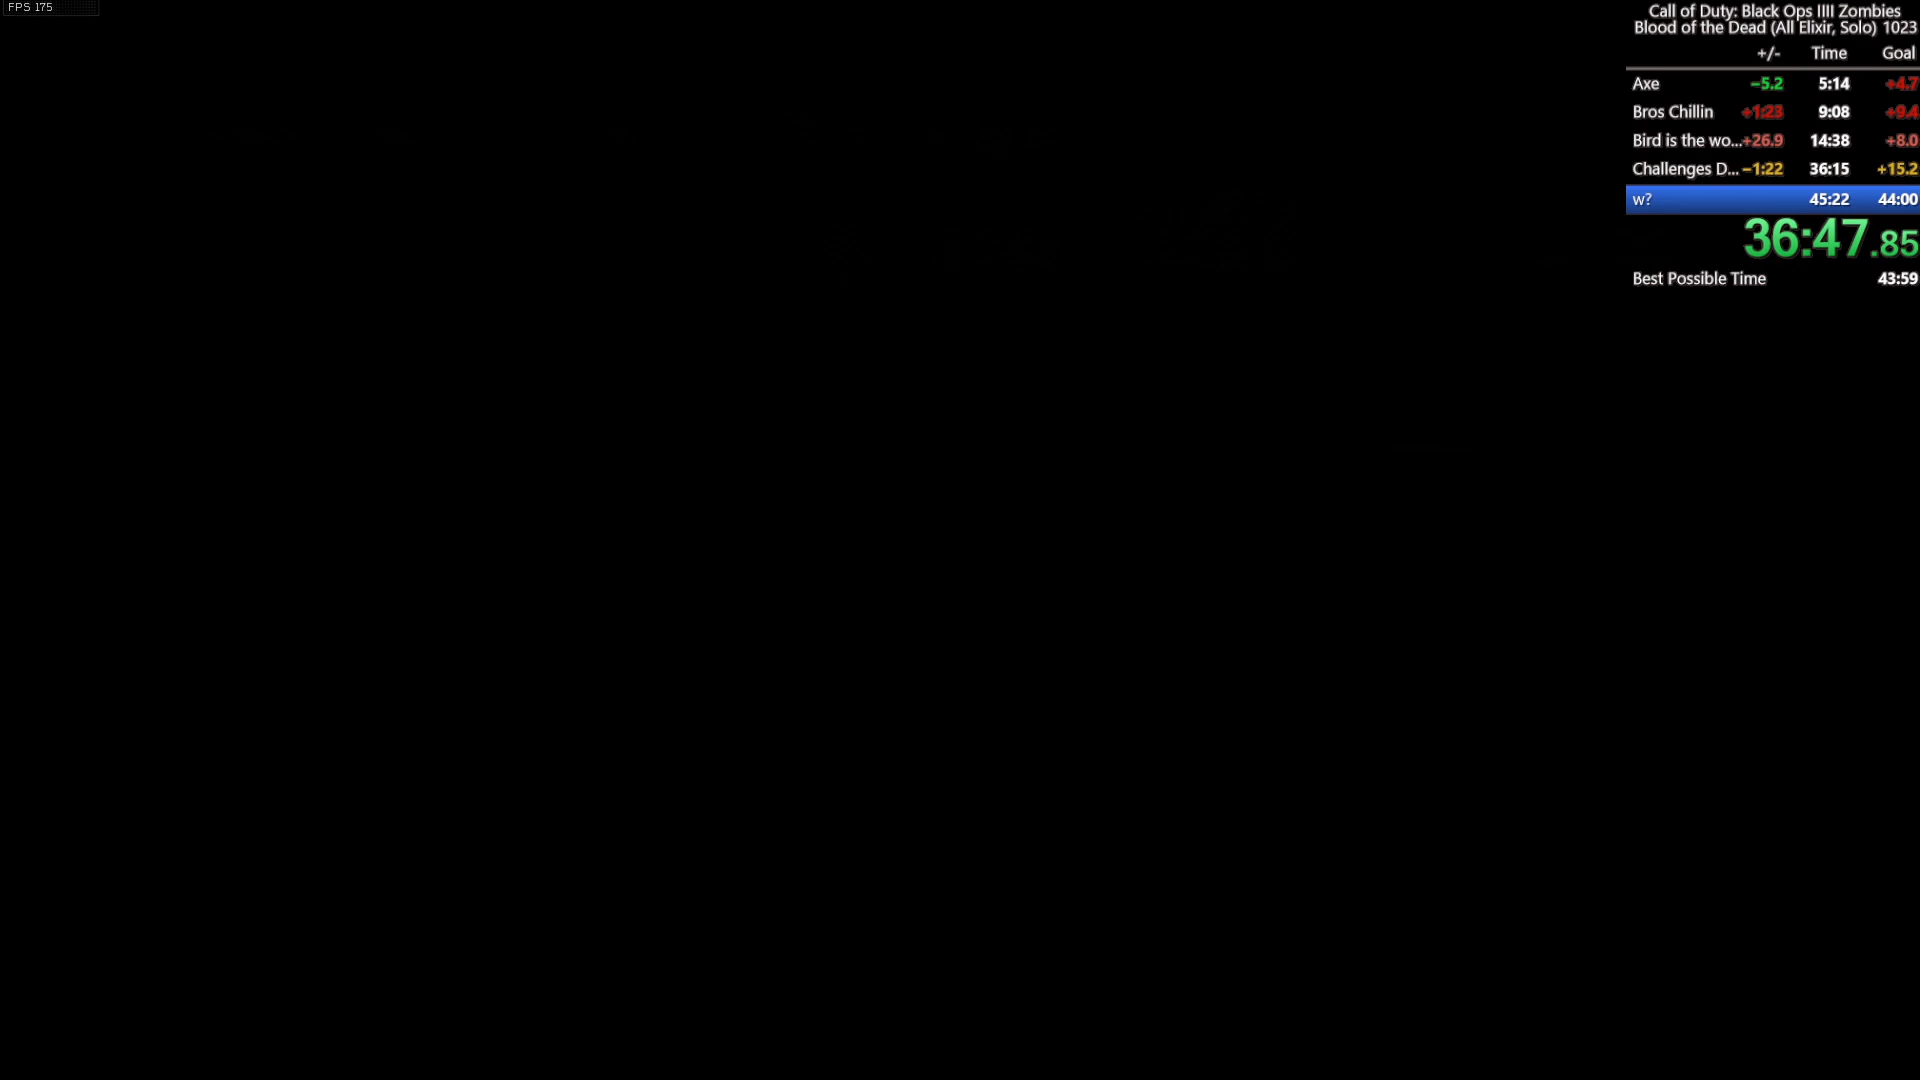 FPS 175
Call of Duty: Black Ops IIII Zombies
Blood of the Dead (All Elixir, Solo) 1023
+/- Time Goal
Axe −5.2 5:14 +4.7
Bros Chillin +1:23 9:08 +9.4
Bird is the wo... +26.9 14:38 +8.0
Challenges D... −1:22 36:15 +15.2
w? 45:22 44:00
36:47.85
Best Possible Time 43:59